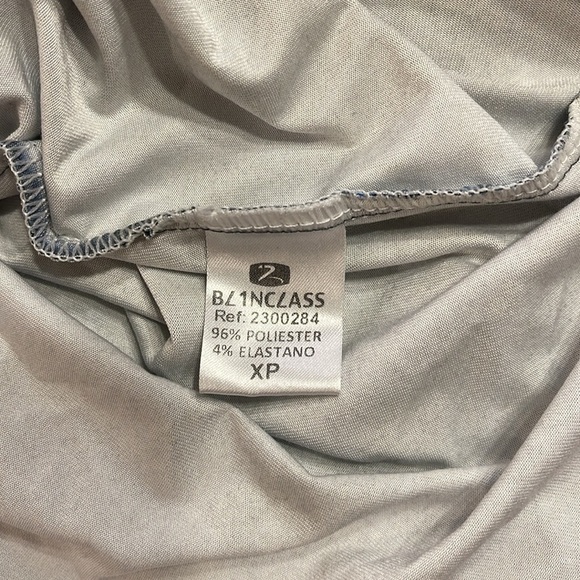 BL1NCLASS
Ref: 2300284
96% POLIESTER
4% ELASTANO
XP